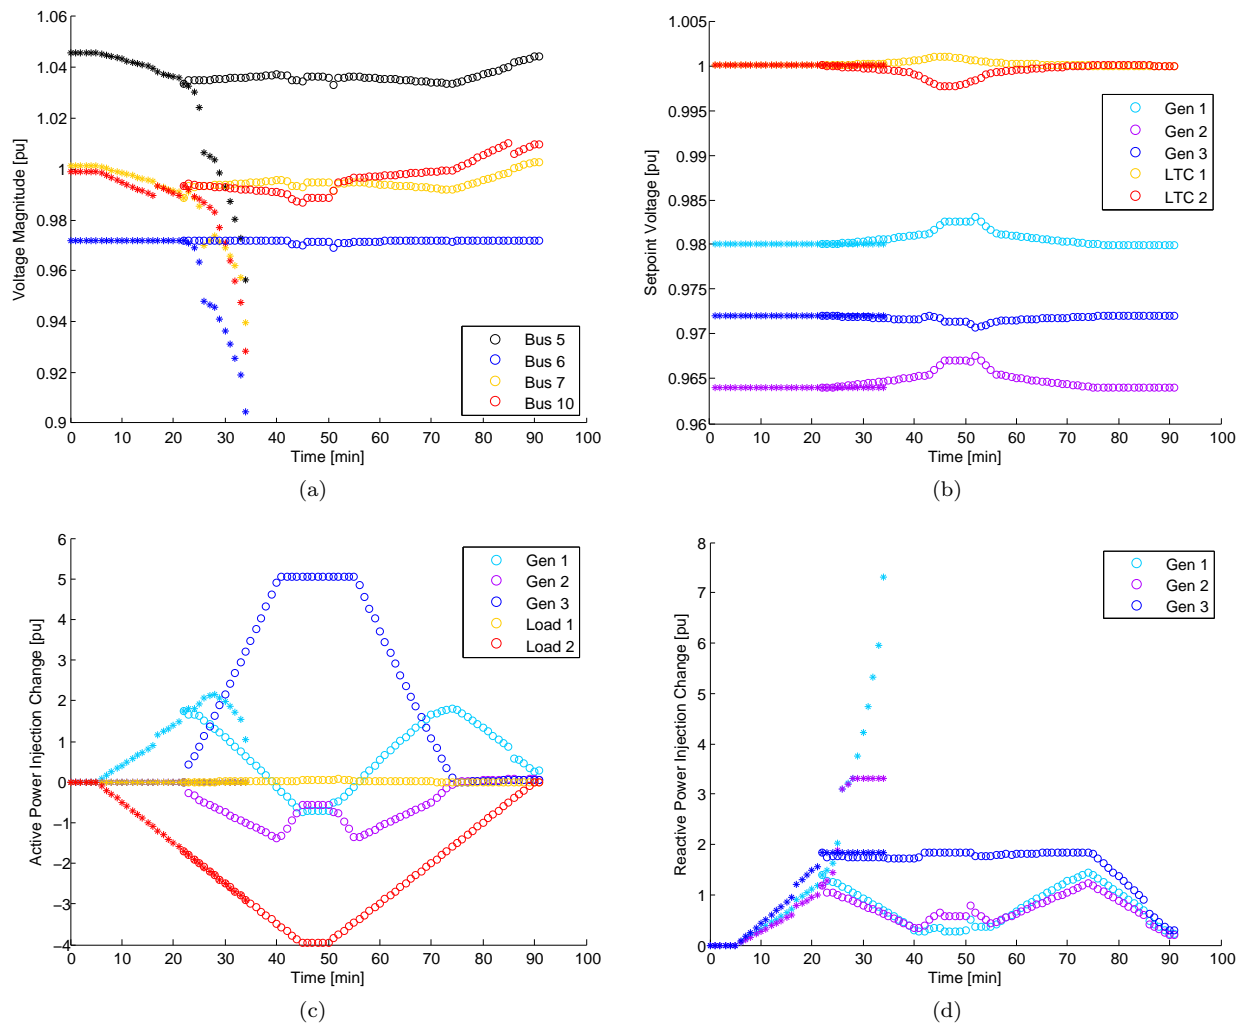 1.06
1.04
1.02
1
0.98
0.96
0.94
0.92
0.9
0 10 20 30 40 50 60 70 80 90 100
Voltage Magnitude [pu]
Time [min]
Bus 5
Bus 6
Bus 7
Bus 10
(a)
1.005
1
0.995
0.99
0.985
0.98
0.975
0.97
0.965
0.96
0 10 20 30 40 50 60 70 80 90 100
Setpoint Voltage [pu]
Time [min]
Gen 1
Gen 2
Gen 3
LTC 1
LTC 2
(b)
6
5
4
3
2
1
0
−1
−2
−3
−4
0 10 20 30 40 50 60 70 80 90 100
Active Power Injection Change [pu]
Time [min]
Gen 1
Gen 2
Gen 3
Load 1
Load 2
(c)
8
7
6
5
4
3
2
1
0
0 10 20 30 40 50 60 70 80 90 100
Reactive Power Injection Change [pu]
Time [min]
Gen 1
Gen 2
Gen 3
(d)